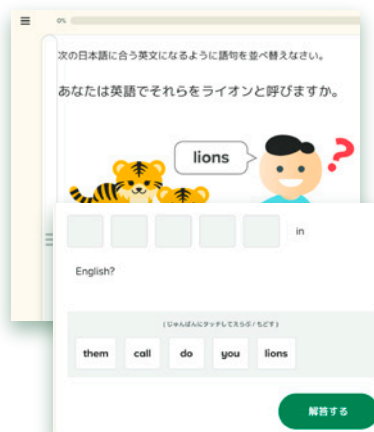 0%
次の日本語に合う英文になるように語句を並べ替えなさい。
あなたは英語でそれらをライオンと呼びますか。
lions
?
in
English?
(じゅんばんにタッチしてえらぶ/もどす)
them call do you lions
解答する